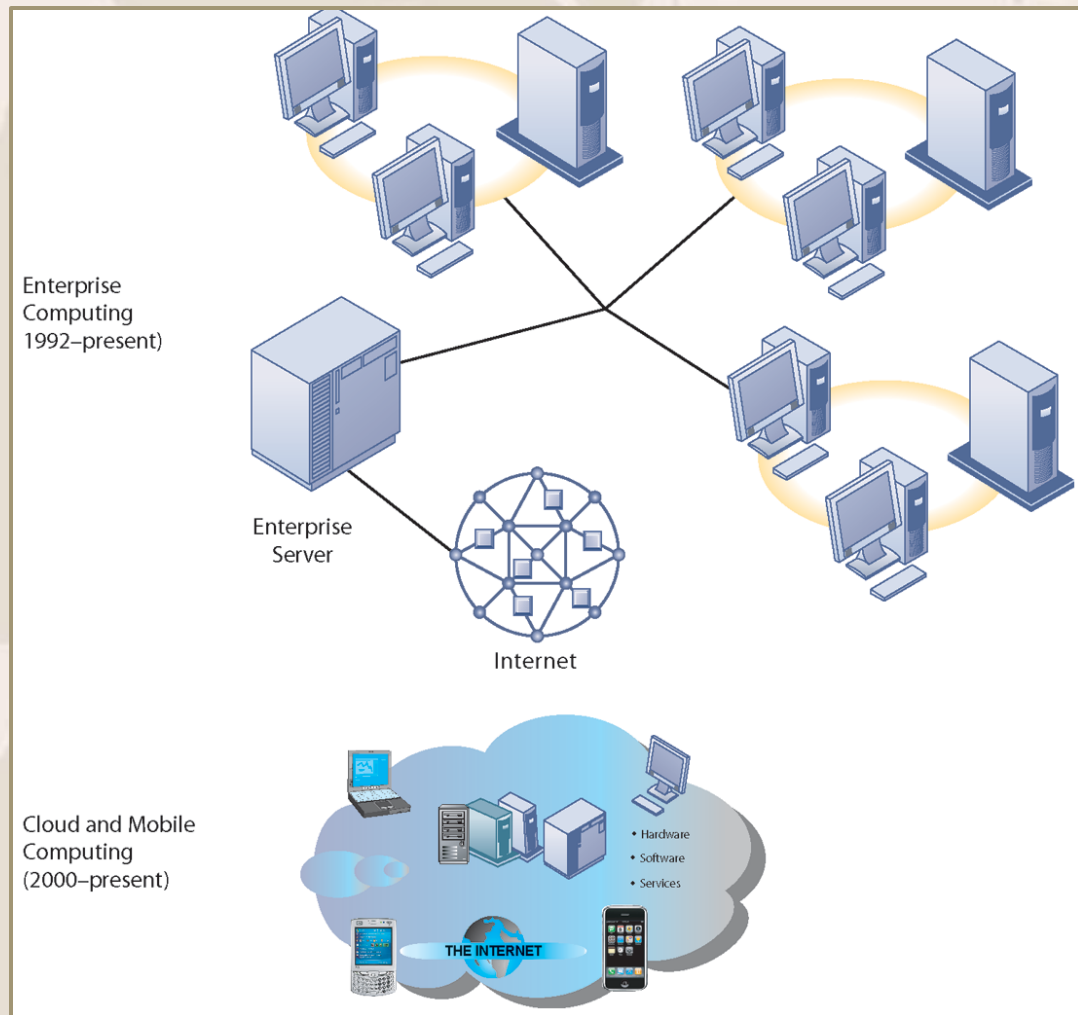 Enterprise
Computing
1992–present)
Enterprise
Server
Internet
Cloud and Mobile
Computing
(2000–present)
• Hardware
• Software
• Services
THE INTERNET